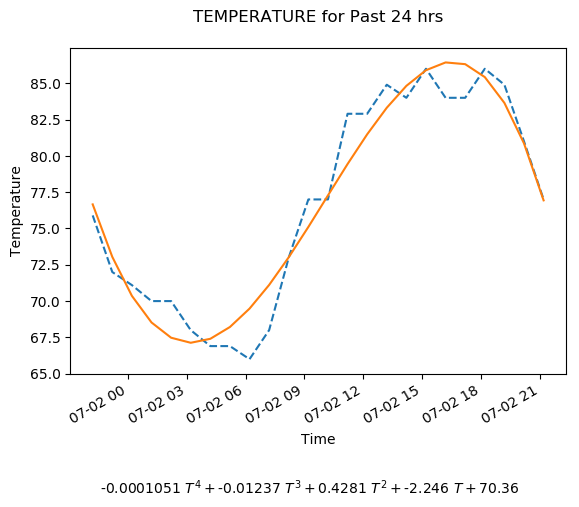 TEMPERATURE for Past 24 hrs
85.0
82.5
80.0
77.5
75.0
72.5
70.0
67.5
65.0
Temperature
07-02 00 07-02 03 07-02 06 07-02 09 07-02 12 07-02 15 07-02 18 07-02 21
Time
-0.0001051 T⁴ + -0.01237 T³ + 0.4281 T² + -2.246 T + 70.36